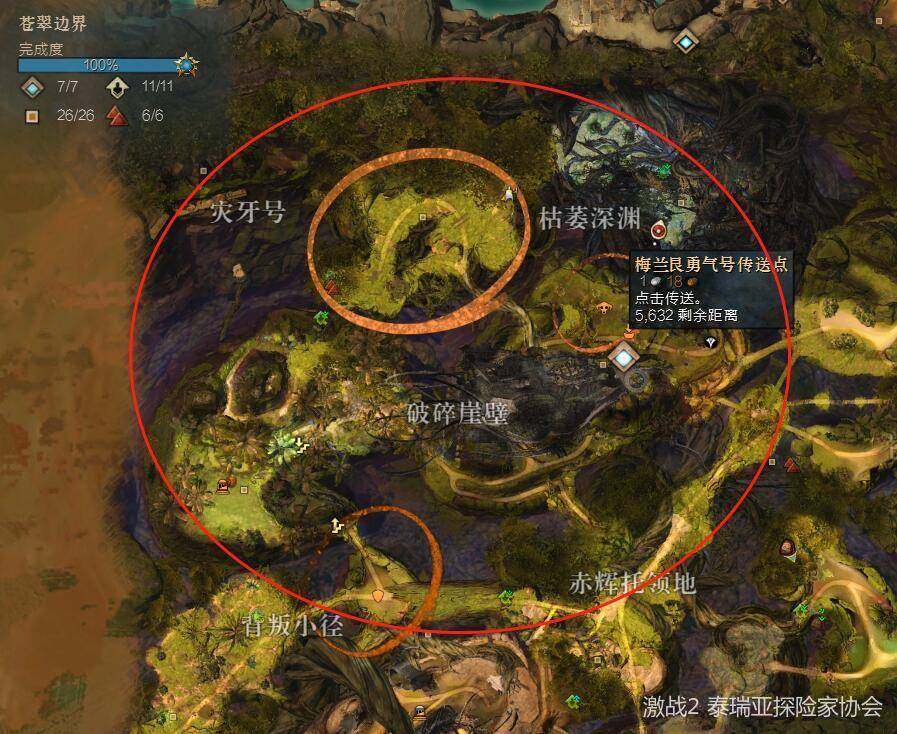 苍翠边界
完成度
100%
7/7 11/11
26/26 6/6
灾牙号
枯萎深渊
梅兰艮勇气号传送点
1 18
点击传送。
5,632 剩余距离
破碎崖壁
赤辉托领地
背叛小径
激战2 泰瑞亚探险家协会